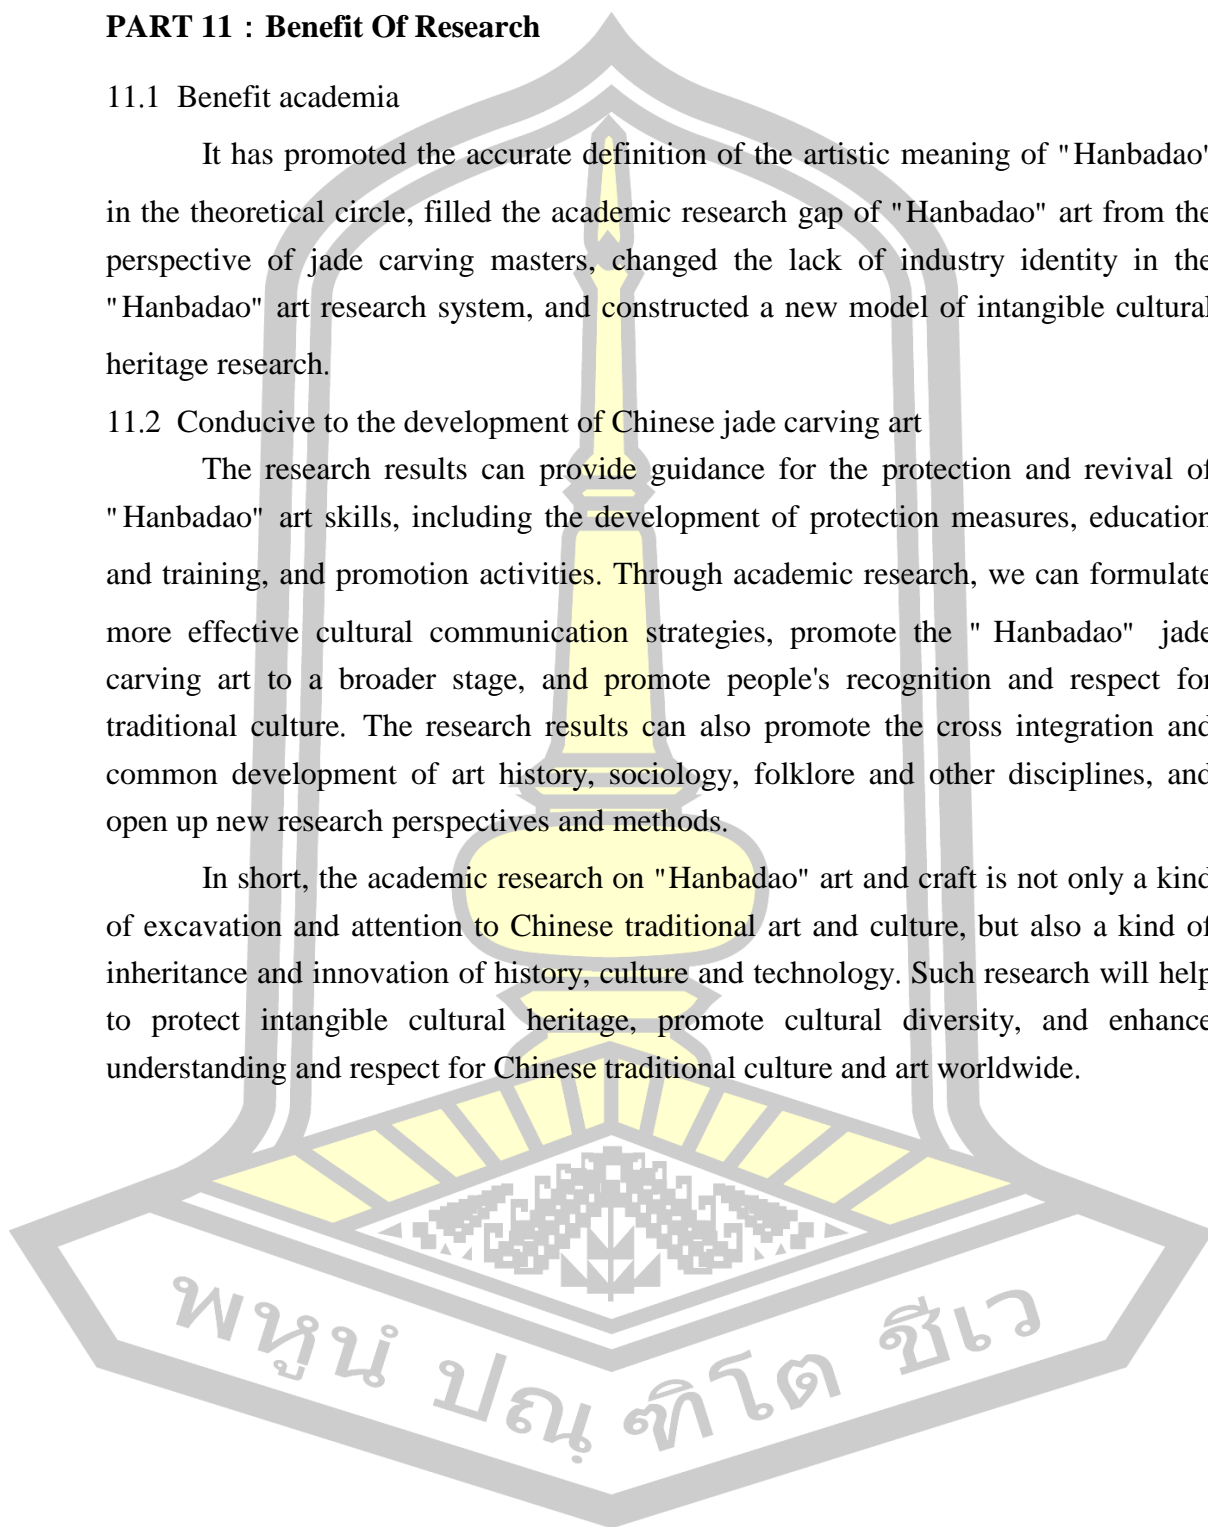 PART 11：Benefit Of Research
11.1 Benefit academia
It has promoted the accurate definition of the artistic meaning of "Hanbadao"
in the theoretical circle, filled the academic research gap of "Hanbadao" art from the
perspective of jade carving masters, changed the lack of industry identity in the
"Hanbadao" art research system, and constructed a new model of intangible cultural
heritage research.
11.2 Conducive to the development of Chinese jade carving art
The research results can provide guidance for the protection and revival of
"Hanbadao" art skills, including the development of protection measures, education
and training, and promotion activities. Through academic research, we can formulate
more effective cultural communication strategies, promote the " Hanbadao" jade
carving art to a broader stage, and promote people's recognition and respect for
traditional culture. The research results can also promote the cross integration and
common development of art history, sociology, folklore and other disciplines, and
open up new research perspectives and methods.
In short, the academic research on "Hanbadao" art and craft is not only a kind
of excavation and attention to Chinese traditional art and culture, but also a kind of
inheritance and innovation of history, culture and technology. Such research will help
to protect intangible cultural heritage, promote cultural diversity, and enhance
understanding and respect for Chinese traditional culture and art worldwide.
พหูนํ ปณฺฑิโต ชีเว